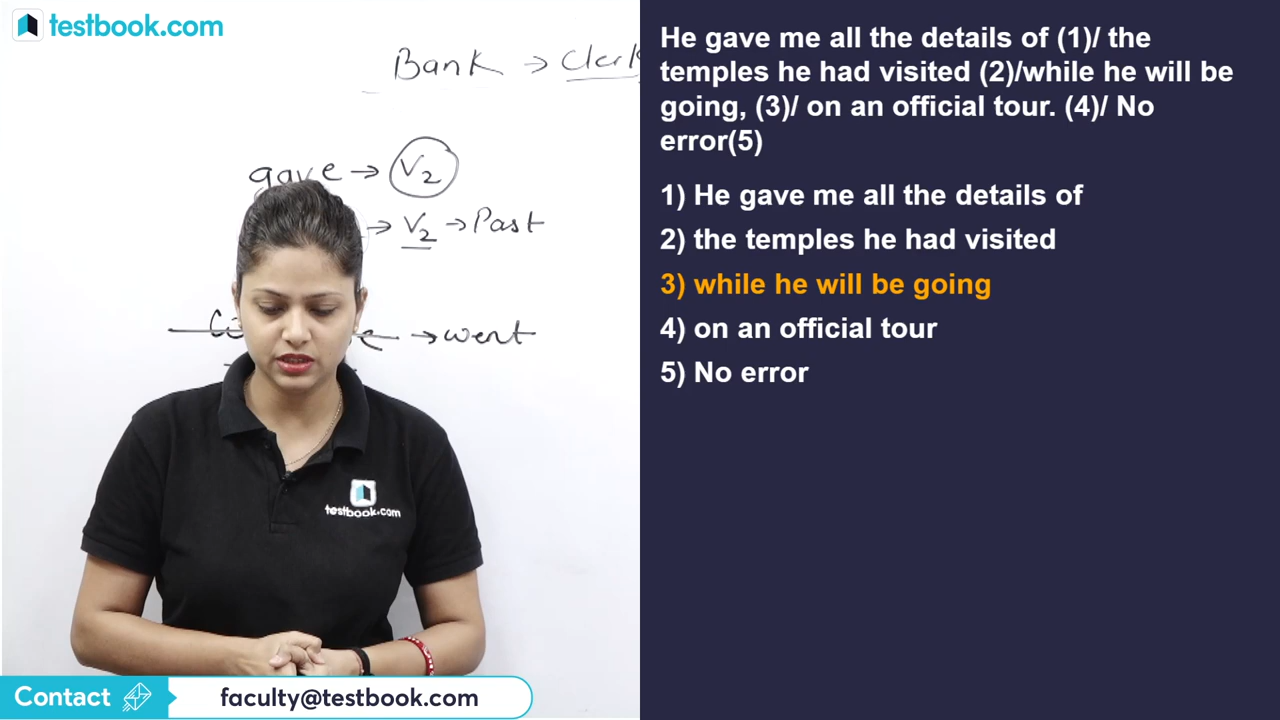 testbook.com
Bank → Clerk
gave → V2
→ V2 → Past
→ went
testbook.com
Contact
faculty@testbook.com
He gave me all the details of (1)/ the
temples he had visited (2)/while he will be
going, (3)/ on an official tour. (4)/ No
error(5)
1) He gave me all the details of
2) the temples he had visited
3) while he will be going
4) on an official tour
5) No error